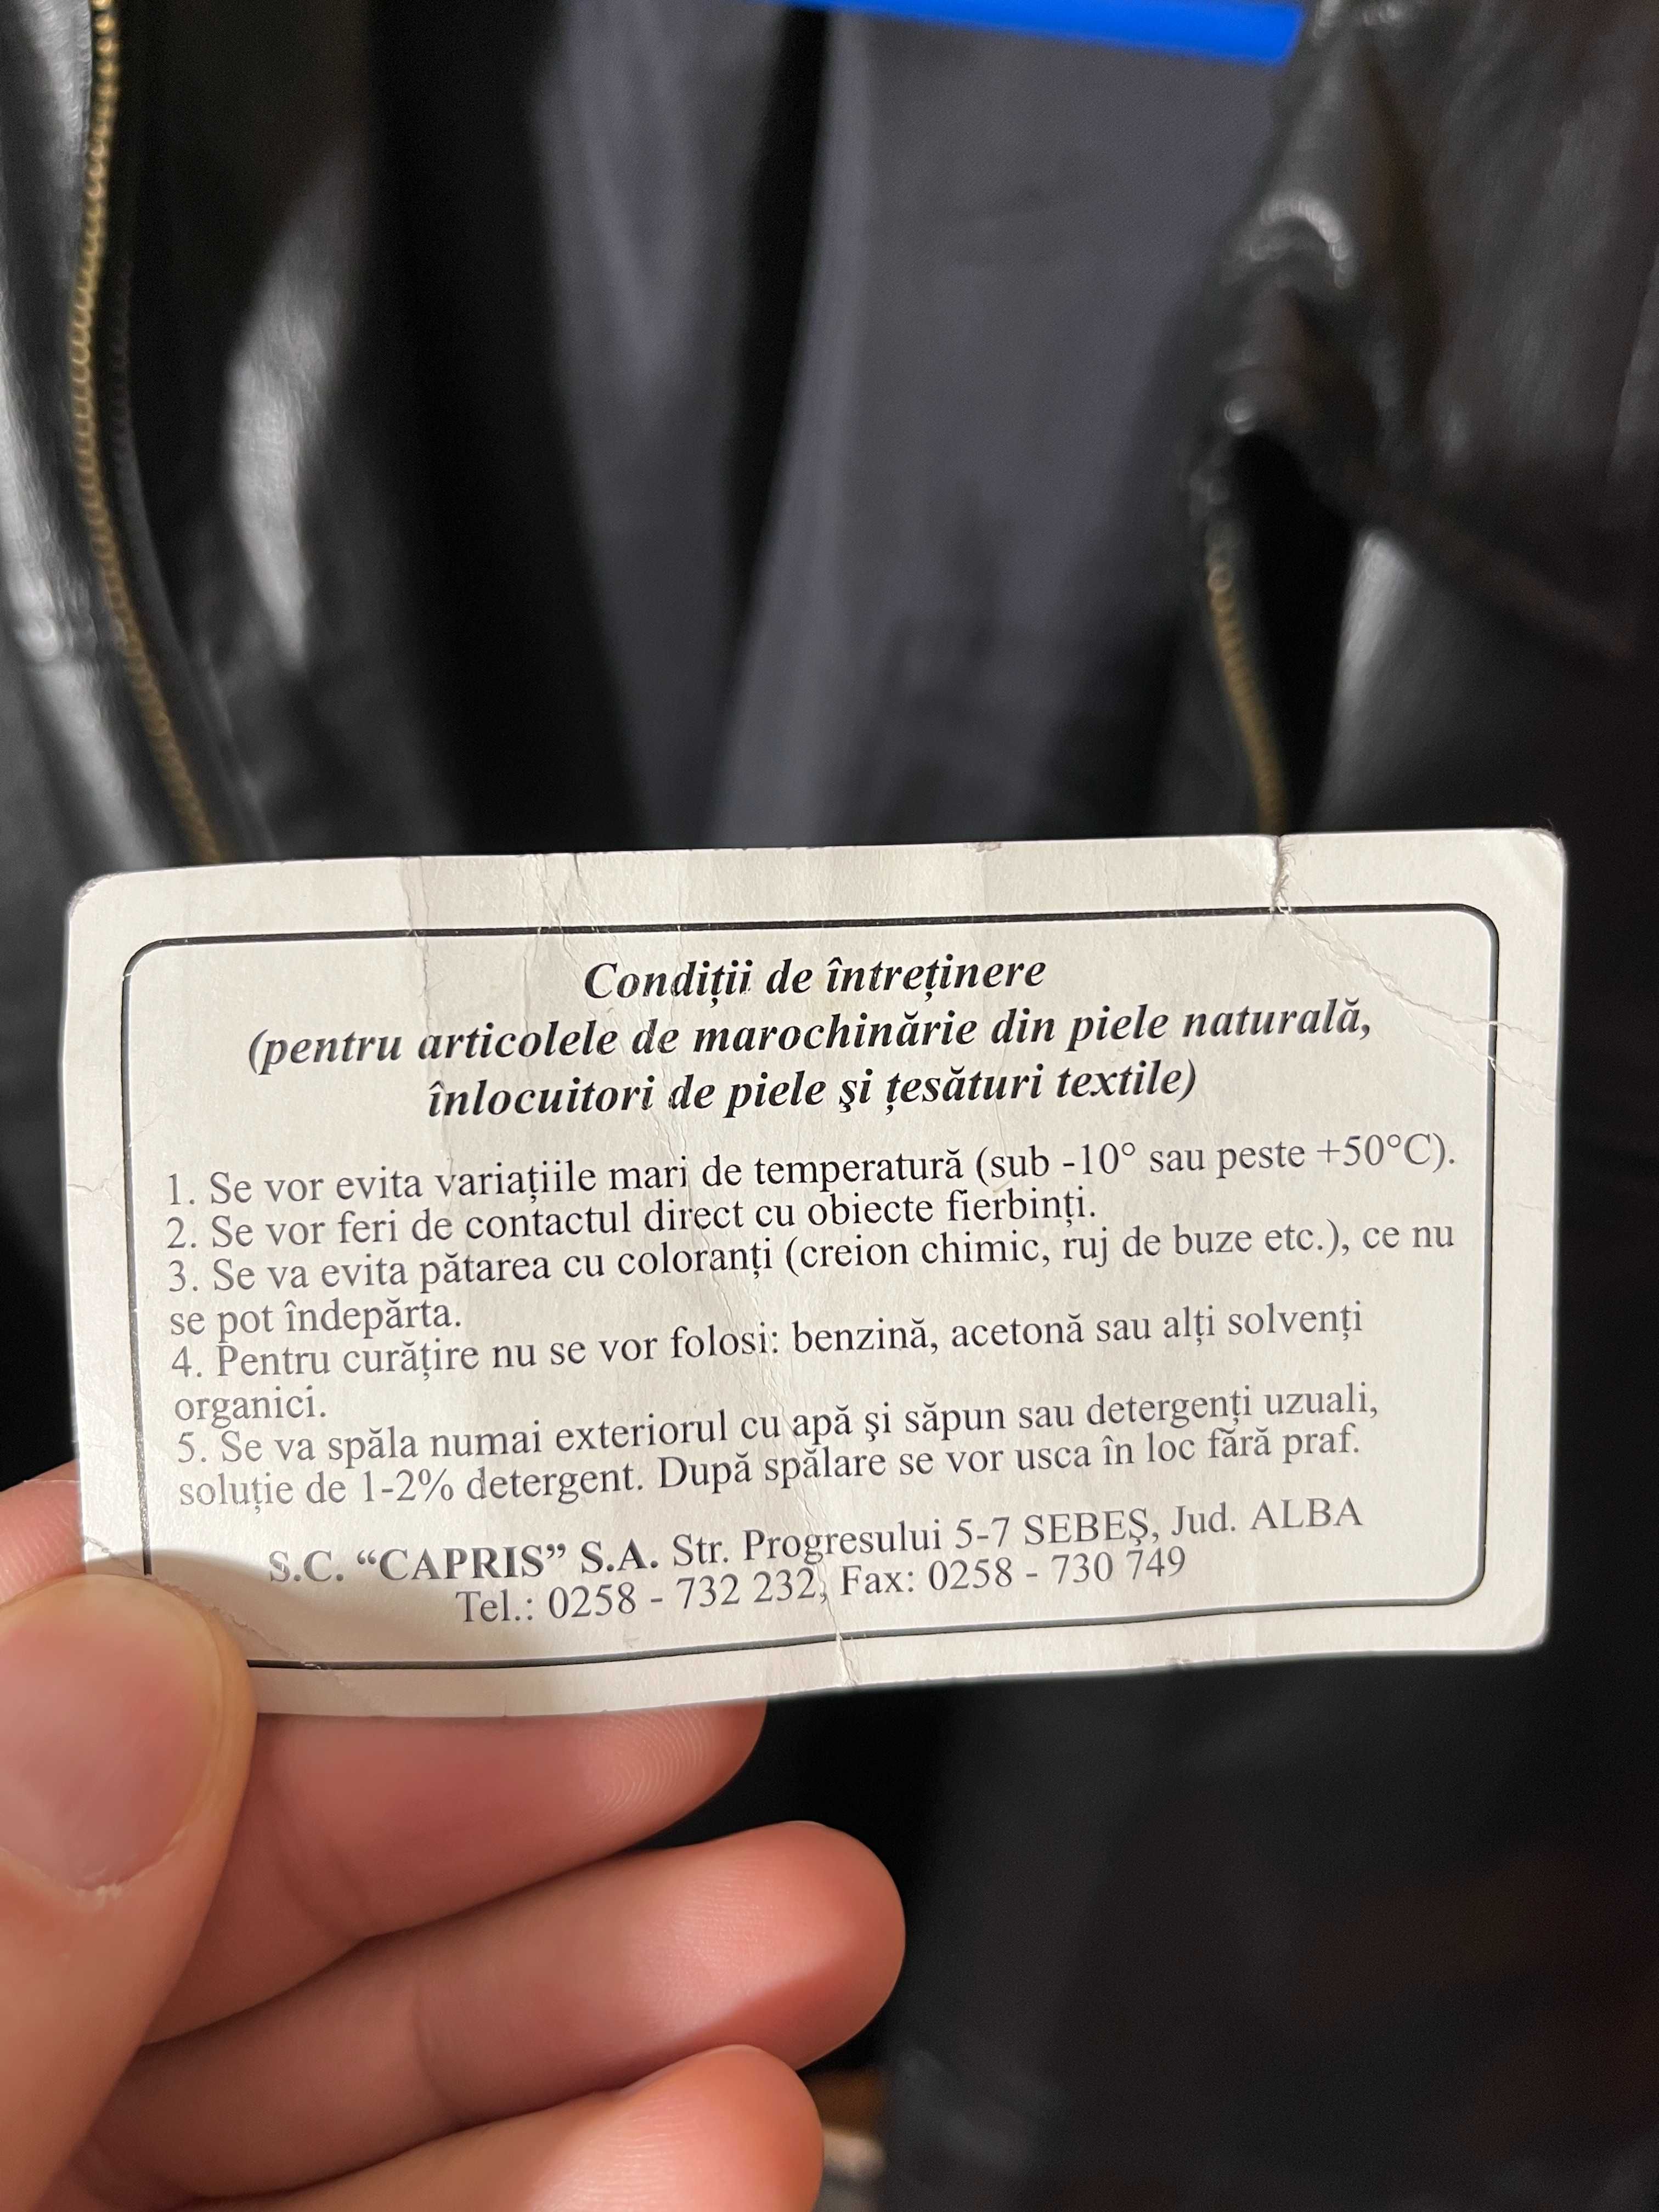 Condiții de întreținere
(pentru articolele de marochinărie din piele naturală,
înlocuitori de piele şi țesături textile)
1. Se vor evita variațiile mari de temperatură (sub -10° sau peste +50°C).
2. Se vor feri de contactul direct cu obiecte fierbinți.
3. Se va evita pătarea cu coloranți (creion chimic, ruj de buze etc.), ce nu
se pot îndepărta.
4. Pentru curățire nu se vor folosi: benzină, acetonă sau alți solvenți
organici.
5. Se va spăla numai exteriorul cu apă şi săpun sau detergenți uzuali,
soluție de 1-2% detergent. După spălare se vor usca în loc fără praf.
S.C. “CAPRIS” S.A. Str. Progresului 5-7 SEBEŞ, Jud. ALBA
Tel.: 0258 - 732 232, Fax: 0258 - 730 749